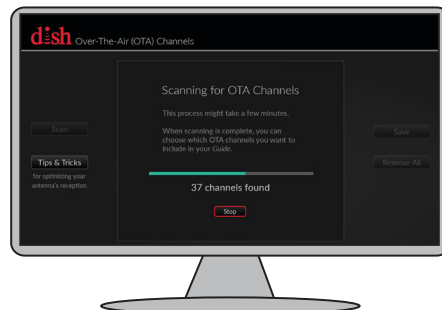 dish Over-The-Air (OTA) Channels
Scanning for OTA Channels
This process might take a few minutes.
When scanning is complete, you can
choose which OTA channels you want to
include in your Guide.
37 channels found
Stop
Scan
Tips & Tricks
for optimizing your
antenna's reception
Save
Remove All